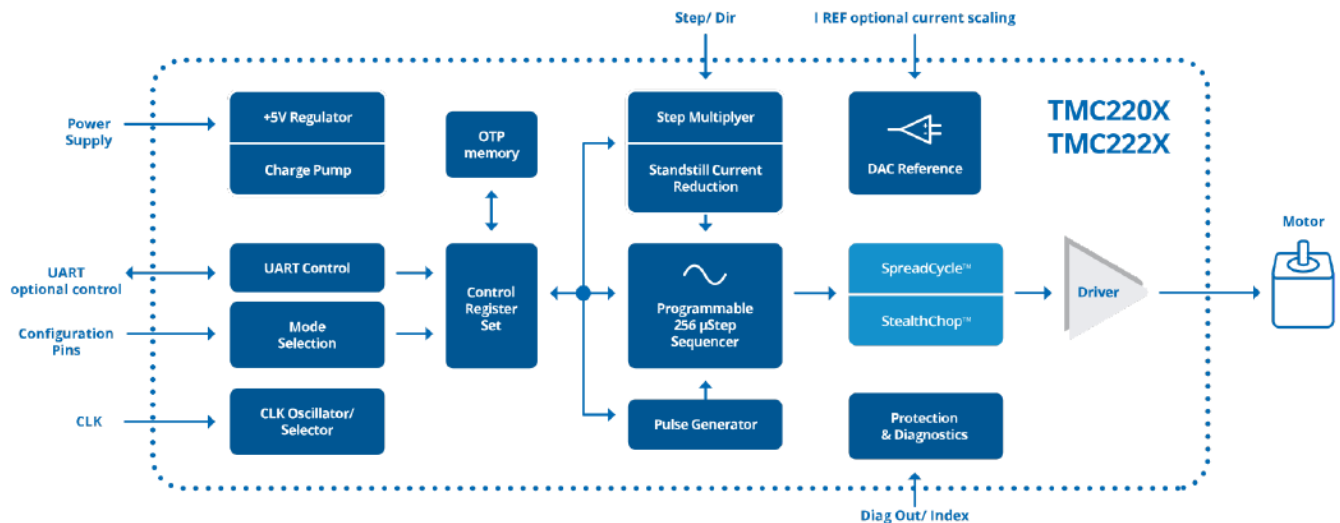 Step/ Dir
I REF optional current scaling
TMC220X
TMC222X
Power
Supply
+5V Regulator
Charge Pump
OTP
memory
Step Multiplyer
Standstill Current
Reduction
DAC Reference
Motor
UART
optional control
UART Control
Control
Register
Set
Programmable
256 µStep
Sequencer
SpreadCycle™
StealthChop™
Driver
Configuration
Pins
Mode
Selection
CLK
CLK Oscillator/
Selector
Pulse Generator
Protection
& Diagnostics
Diag Out/ Index